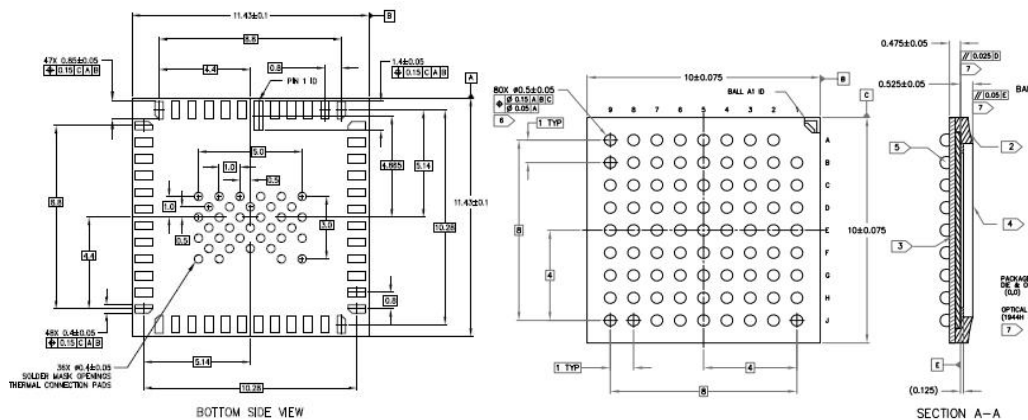 11.43±0.1
B
8.8
47X 0.65±0.05
⌖ 0.15 C A B
4.4
0.8
1.4±0.05
⌖ 0.15 C A B
PIN 1 ID
A
5.0
1.0
0.5
1.0
0.5
3.0
4.665
5.14
11.43±0.1
10.28
8.8
4.4
0.8
48X 0.4±0.05
⌖ 0.15 C A B
36X ø0.4±0.05
SOLDER MASK OPENINGS
THERMAL CONNECTION PADS
5.14
10.28
BOTTOM SIDE VIEW
10±0.075
B
80X ø0.5±0.05
⌖ ø 0.15 A B C
ø 0.05 A
6
BALL A1 ID
C
1 TYP
9 8 7 6 5 4 3 2 1
A
B
C
D
E
F
G
H
J
8
4
10±0.075
1 TYP
4
8
0.475±0.05
// 0.025 D
7
0.525±0.05
// 0.05 E
7
5
2
3
4
PACKAGE
(0,0)
OPTICAL
7
E
(0.125)
SECTION A-A